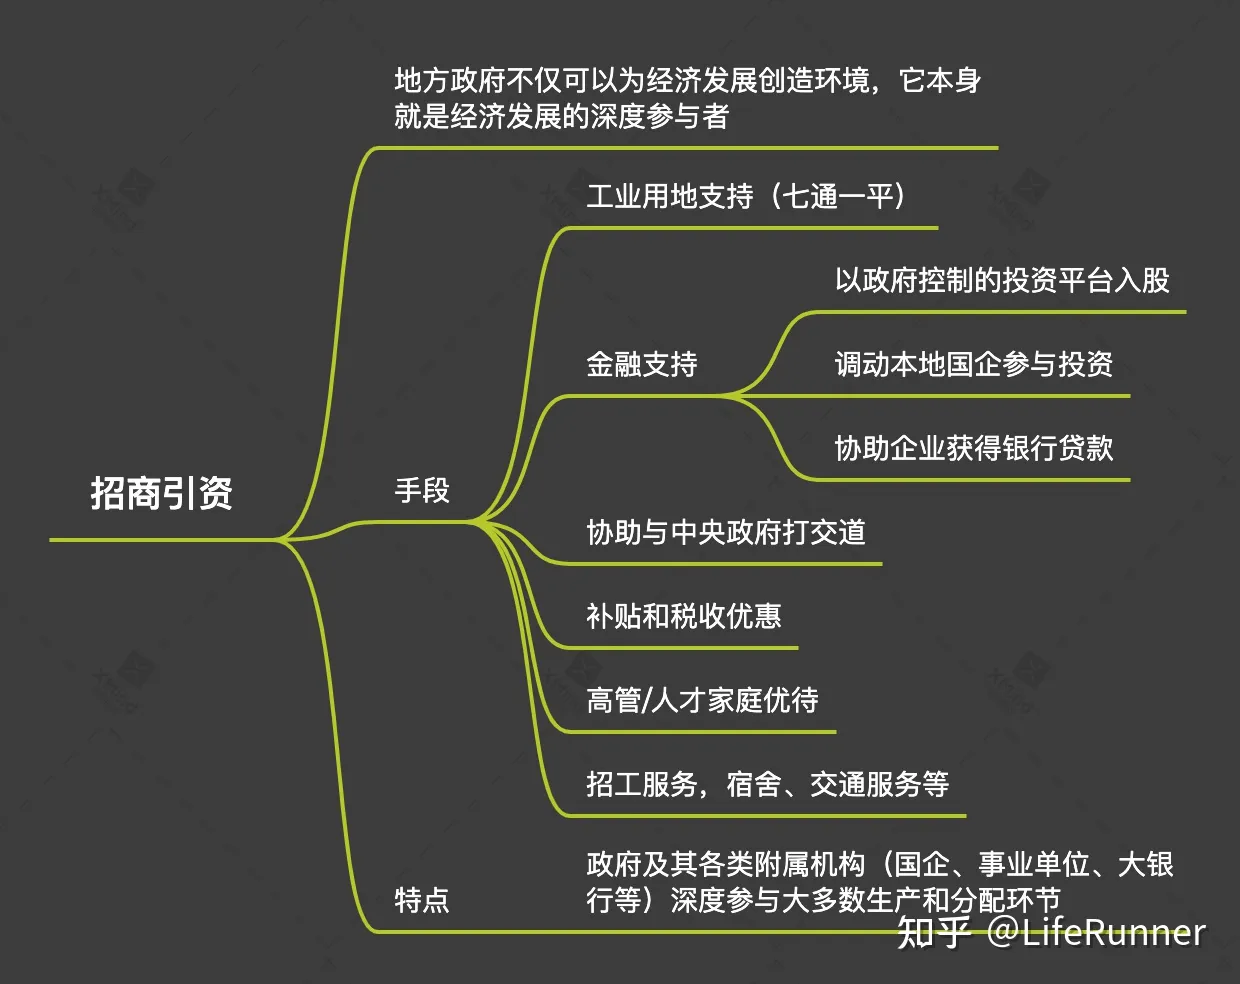 地方政府不仅可以为经济发展创造环境，它本身
就是经济发展的深度参与者
工业用地支持（七通一平）
以政府控制的投资平台入股
金融支持
调动本地国企参与投资
协助企业获得银行贷款
招商引资
手段
协助与中央政府打交道
补贴和税收优惠
高管/人才家庭优待
招工服务，宿舍、交通服务等
特点
政府及其各类附属机构（国企、事业单位、大银
行等）深度参与大多数生产和分配环节
知乎 @LifeRunner